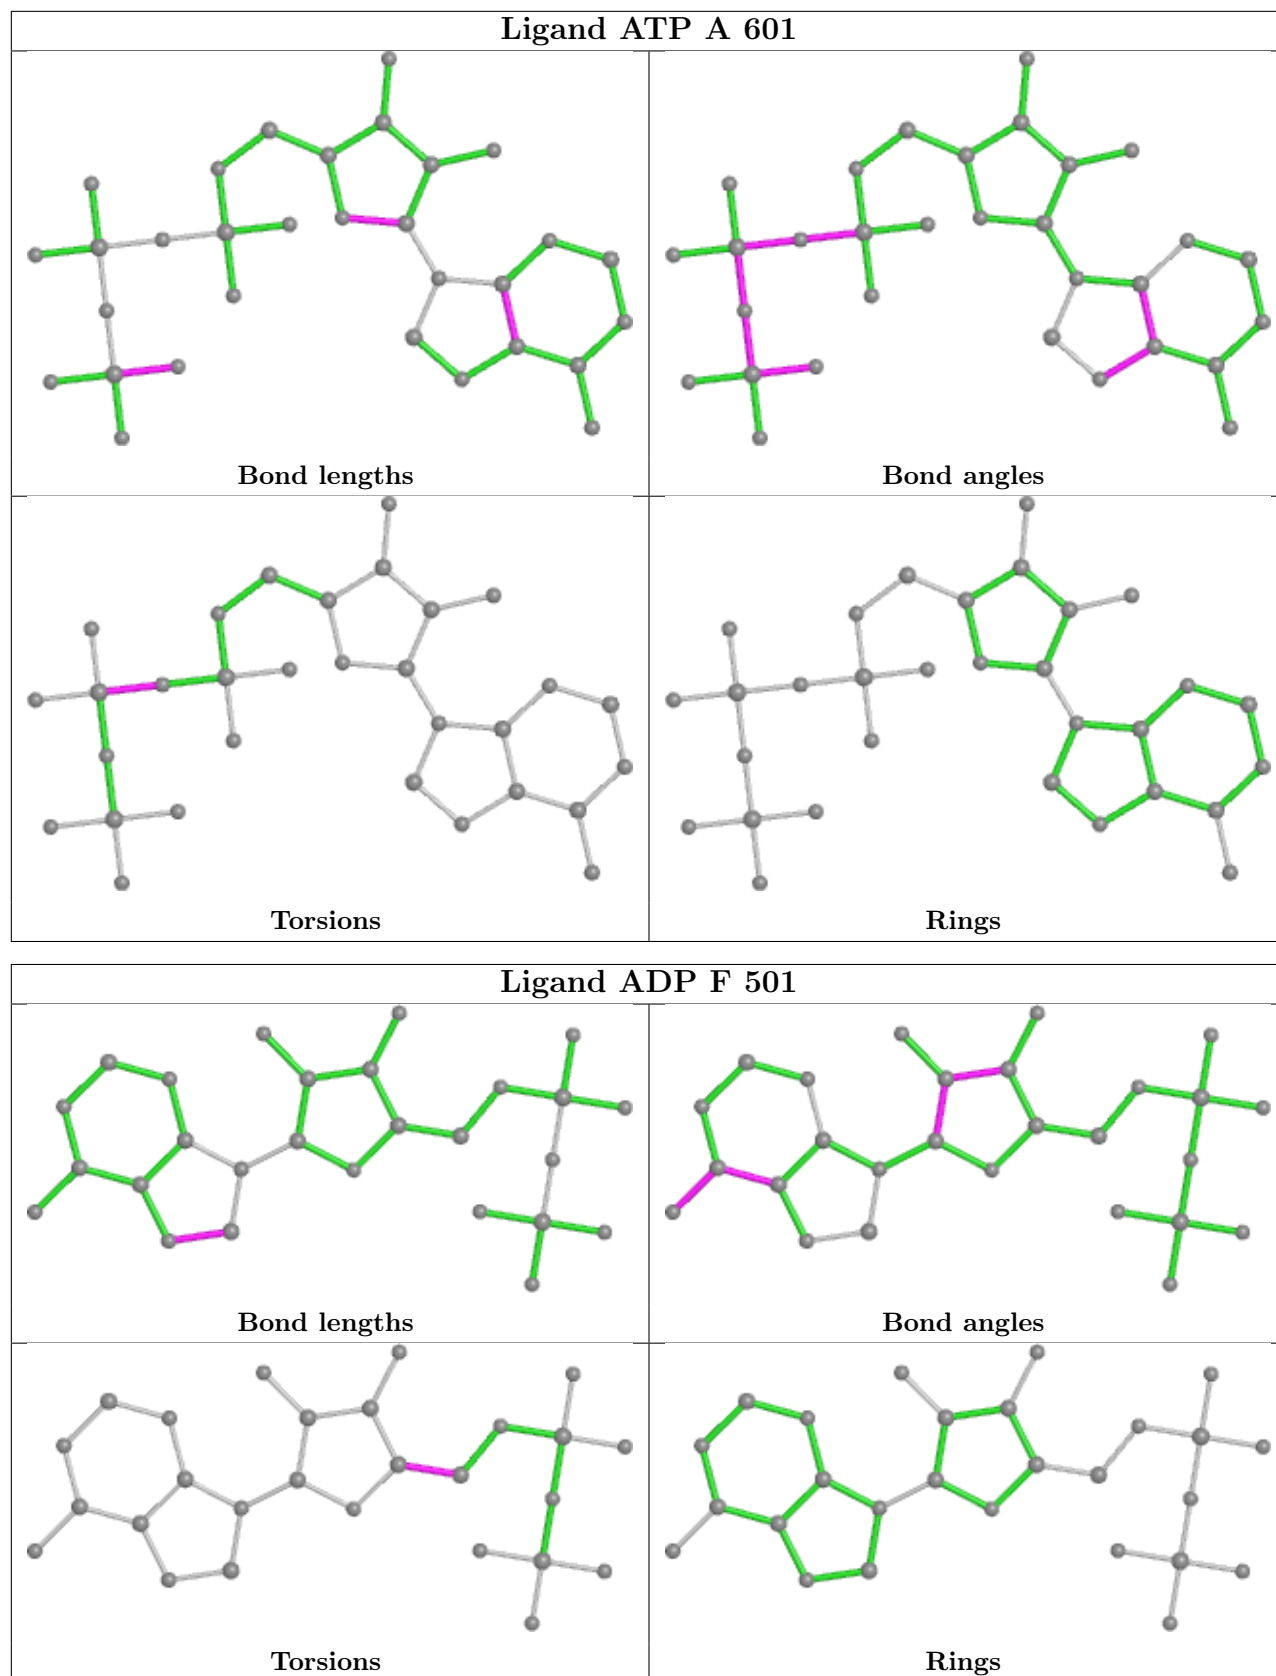 Ligand ATP A 601
Bond lengths
Bond angles
Torsions
Rings
Ligand ADP F 501
Bond lengths
Bond angles
Torsions
Rings